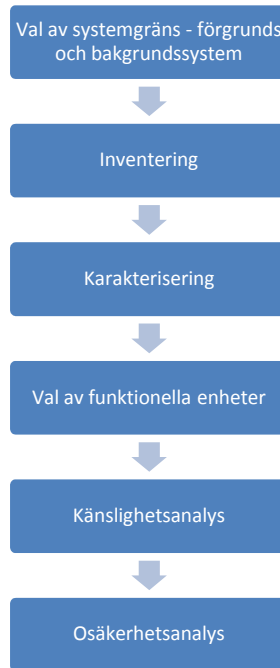 Val av systemgräns - förgrunds
och bakgrundssystem
Inventering
Karakterisering
Val av funktionella enheter
Känslighetsanalys
Osäkerhetsanalys